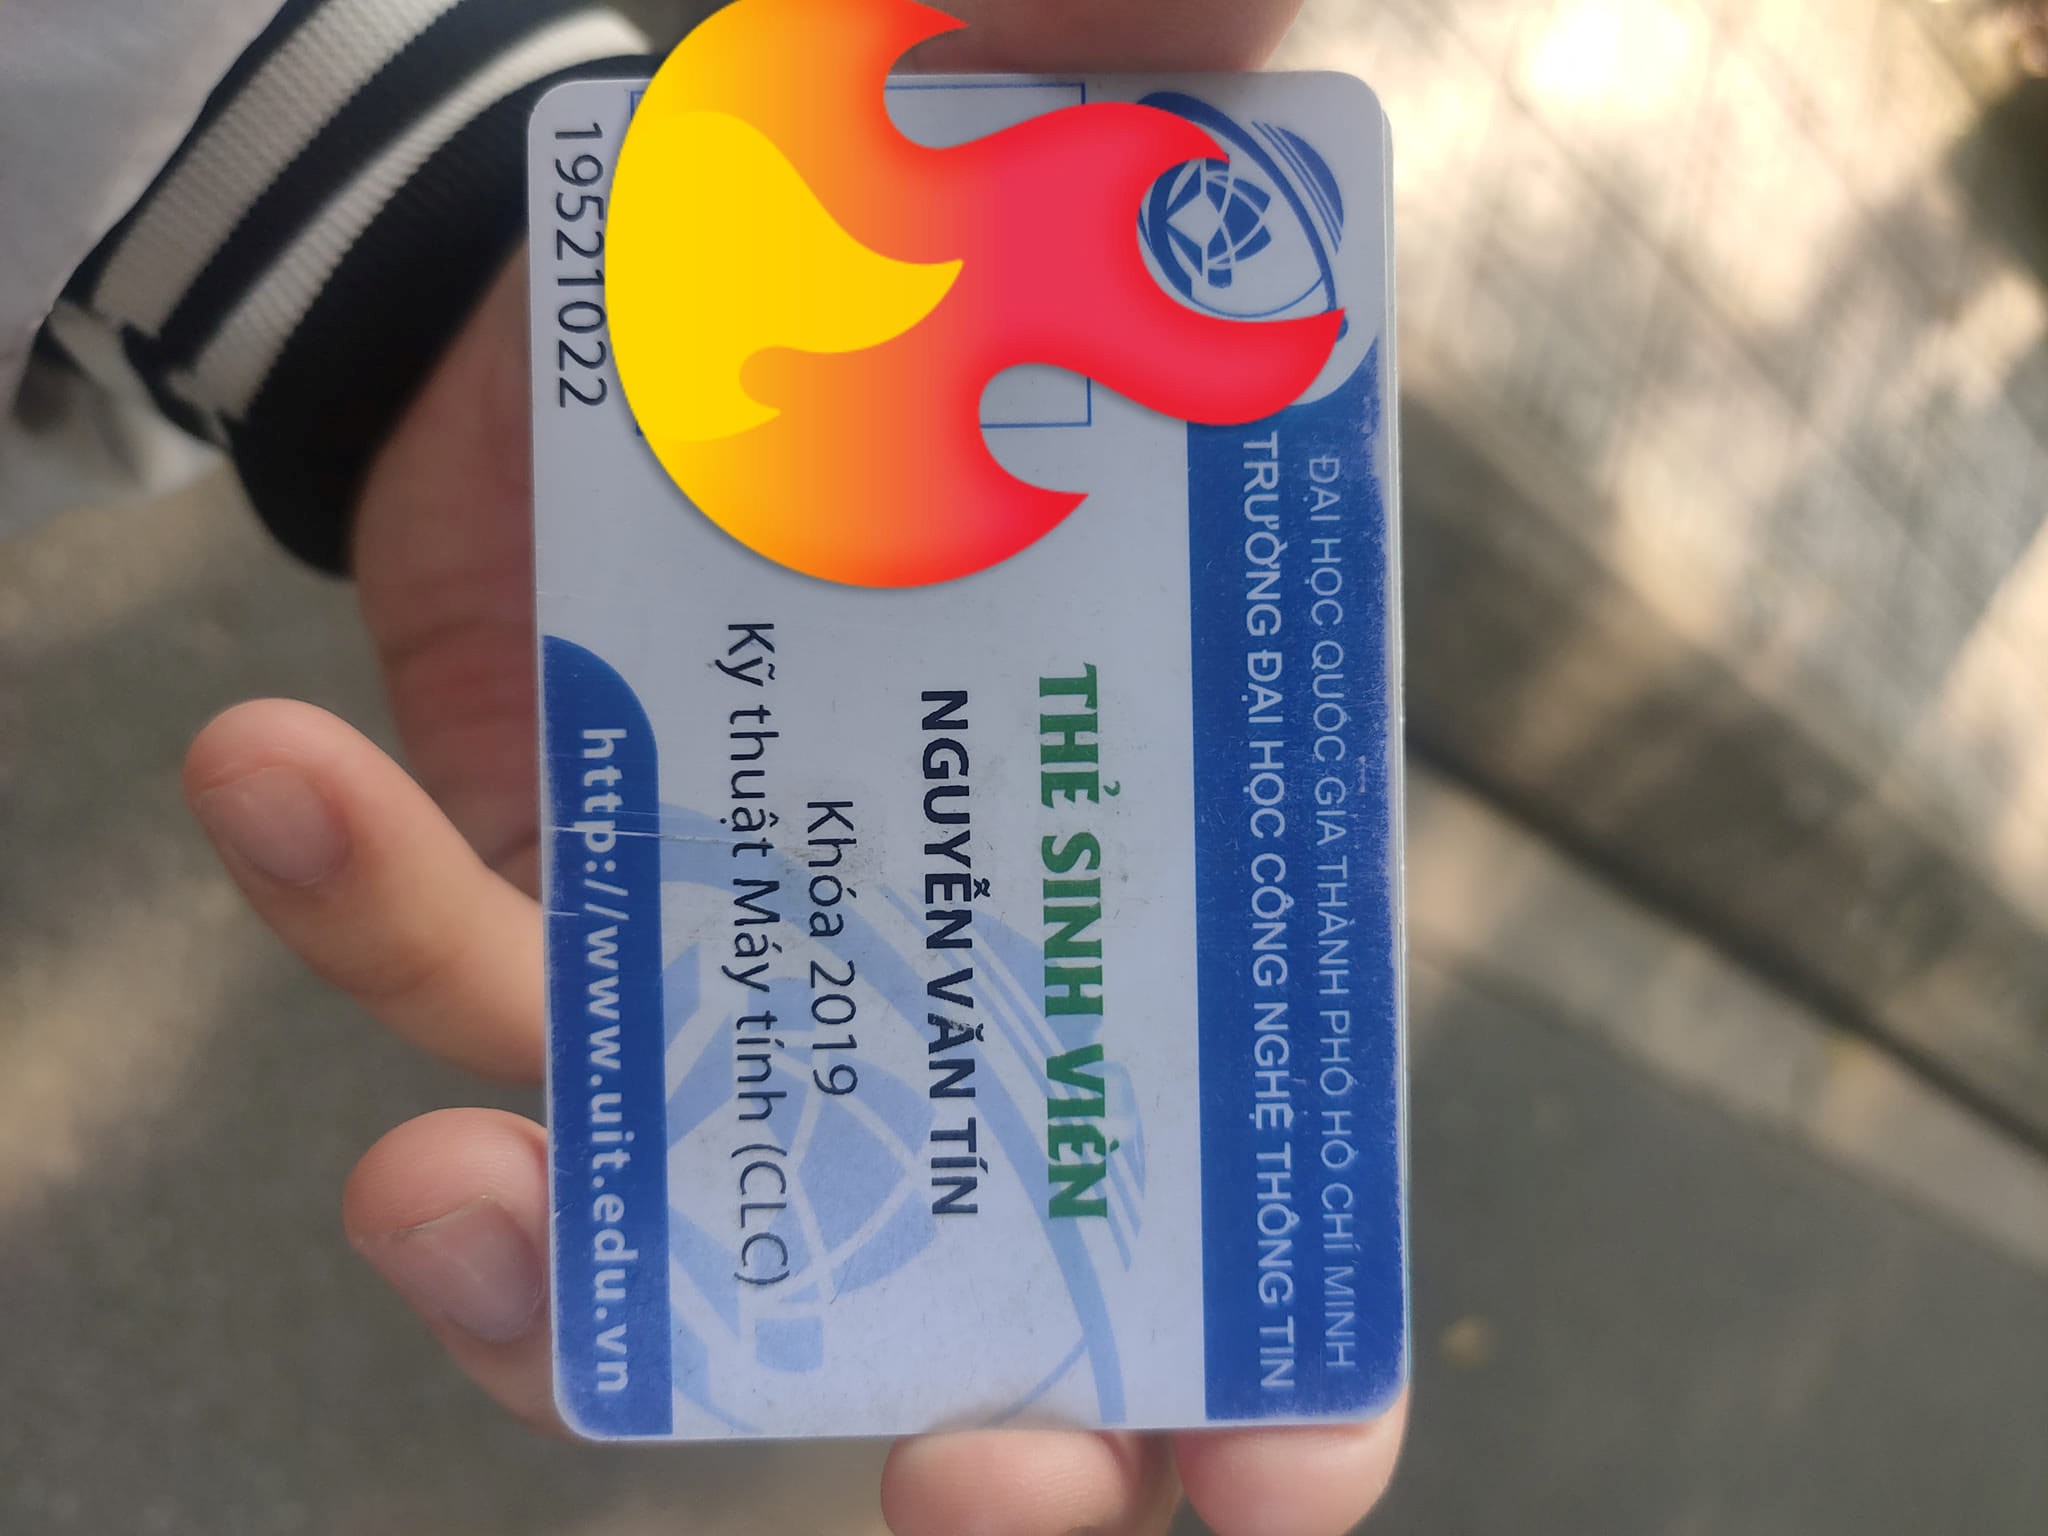 ĐẠI HỌC QUỐC GIA THÀNH PHỐ HỒ CHÍ MINH
TRƯỜNG ĐẠI HỌC CÔNG NGHỆ THÔNG TIN
THẺ SINH VIÊN
NGUYỄN VĂN TÍN
Khóa 2019
Kỹ thuật Máy tính (CLC)
19521022
http://www.uit.edu.vn